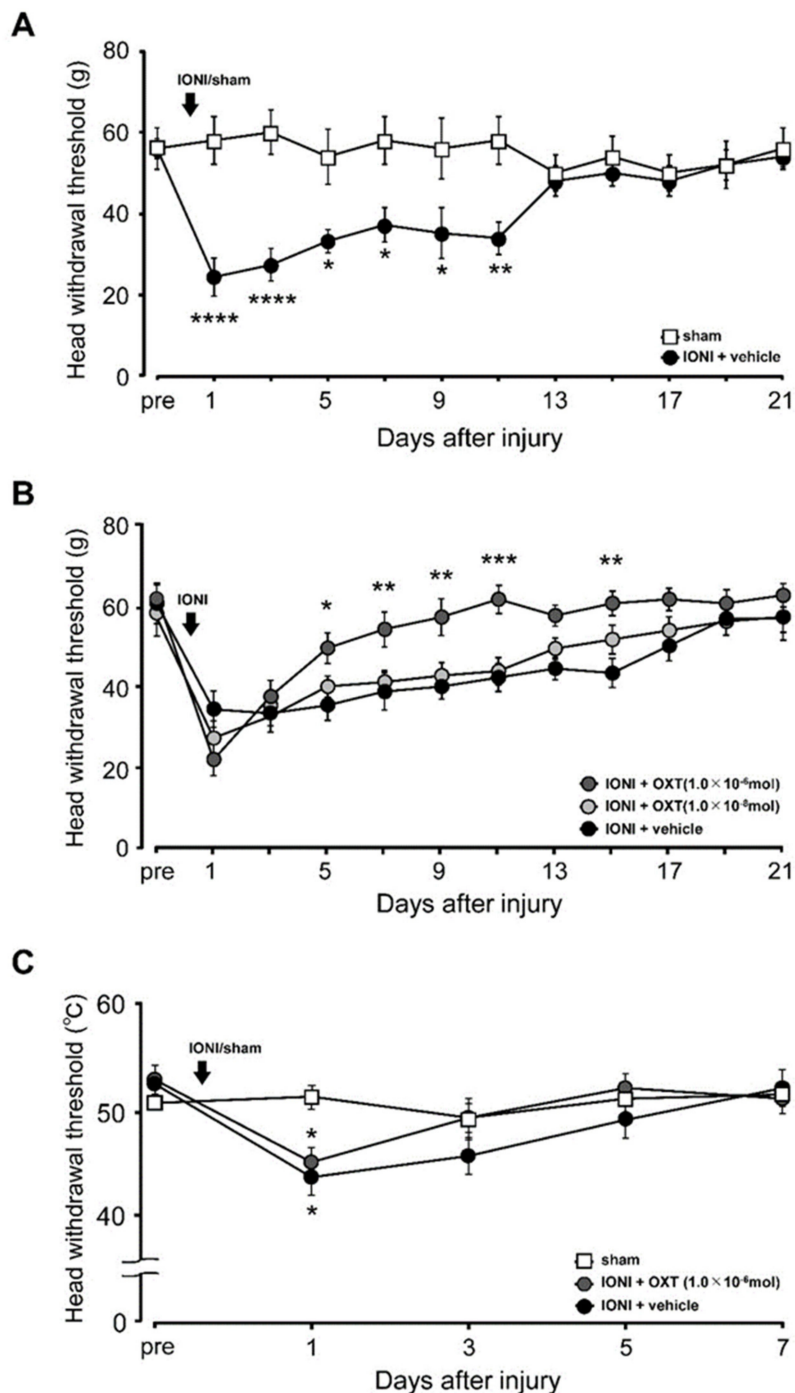 A
80
60
40
20
0
Head withdrawal threshold (g)
IONI/sham
**** **** * * * **
sham
IONI + vehicle
pre 1 5 7 9 13 17 21
Days after injury
B
80
60
40
20
0
Head withdrawal threshold (g)
IONI
* ** ** *** **
IONI + OXT(1.0×10⁻⁶mol)
IONI + OXT(1.0×10⁻⁸mol)
IONI + vehicle
pre 1 5 7 9 13 17 21
Days after injury
C
60
50
40
0
Head withdrawal threshold (°C)
IONI/sham
*
*
sham
IONI + OXT (1.0×10⁻⁶mol)
IONI + vehicle
pre 1 3 5 7
Days after injury